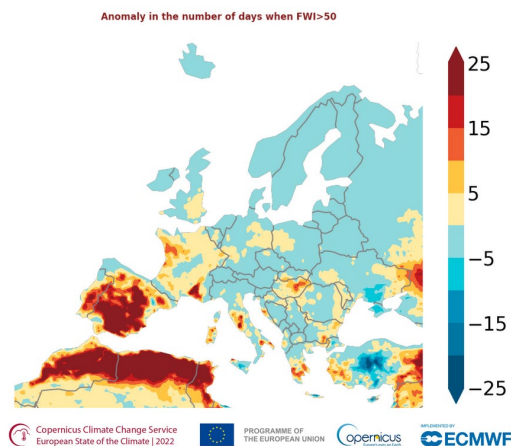 Anomaly in the number of days when FWI>50
25
15
5
−5
−15
−25
Copernicus Climate Change Service
European State of the Climate | 2022
PROGRAMME OF
THE EUROPEAN UNION
opernicus
IMPLEMENTED BY
ECMWF